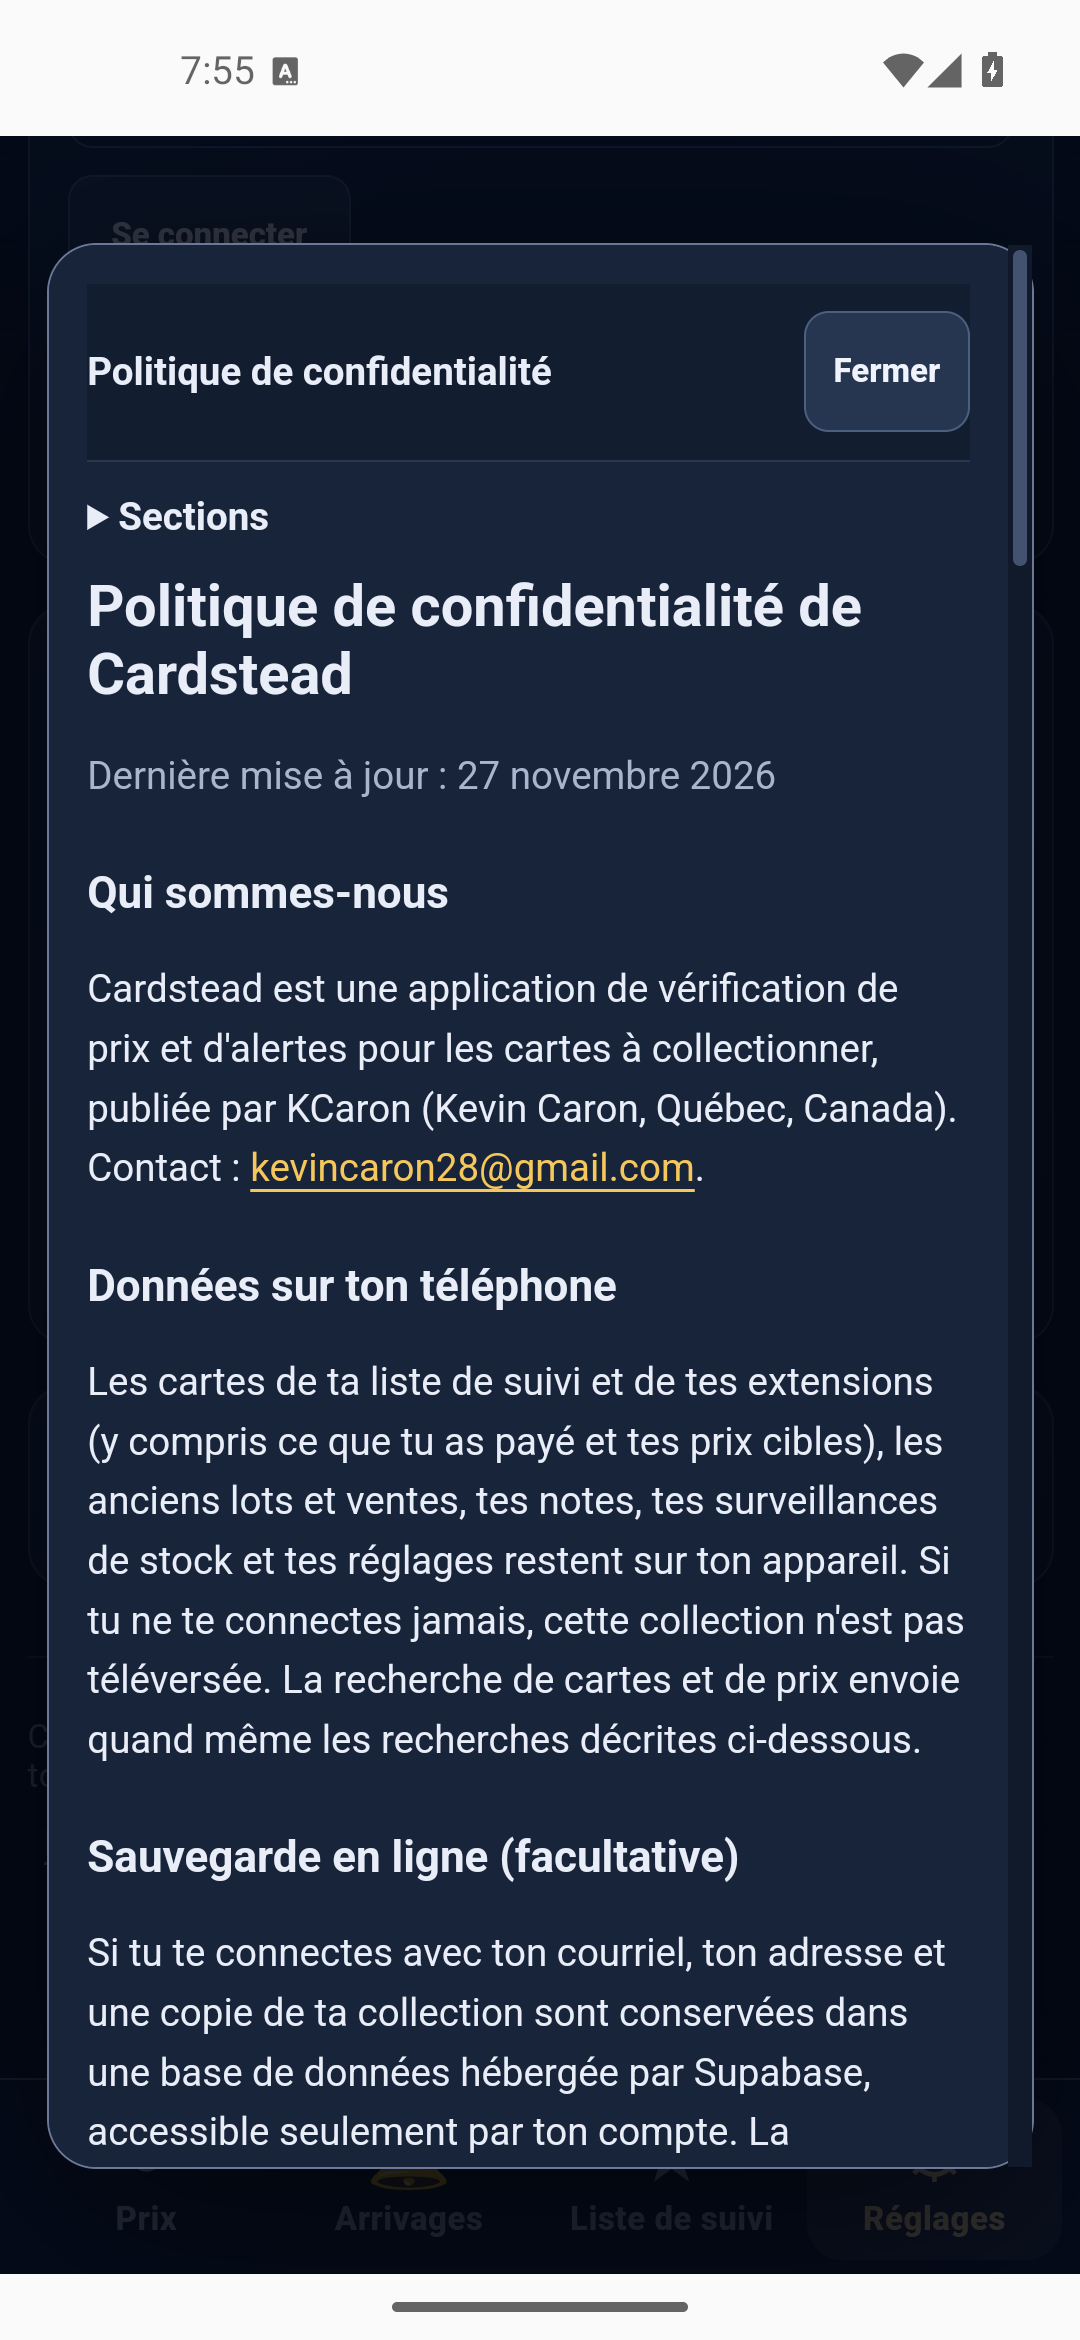 7:55
Se connecter
Politique de confidentialité
Fermer
▶ Sections
Politique de confidentialité de
Cardstead
Dernière mise à jour : 27 novembre 2026
Qui sommes-nous
Cardstead est une application de vérification de
prix et d'alertes pour les cartes à collectionner,
publiée par KCaron (Kevin Caron, Québec, Canada).
Contact : kevincaron28@gmail.com.
Données sur ton téléphone
Les cartes de ta liste de suivi et de tes extensions
(y compris ce que tu as payé et tes prix cibles), les
anciens lots et ventes, tes notes, tes surveillances
de stock et tes réglages restent sur ton appareil. Si
tu ne te connectes jamais, cette collection n'est pas
téléversée. La recherche de cartes et de prix envoie
quand même les recherches décrites ci-dessous.
Sauvegarde en ligne (facultative)
Si tu te connectes avec ton courriel, ton adresse et
une copie de ta collection sont conservées dans
une base de données hébergée par Supabase,
accessible seulement par ton compte. La
Prix
Arrivages
Liste de suivi
Réglages